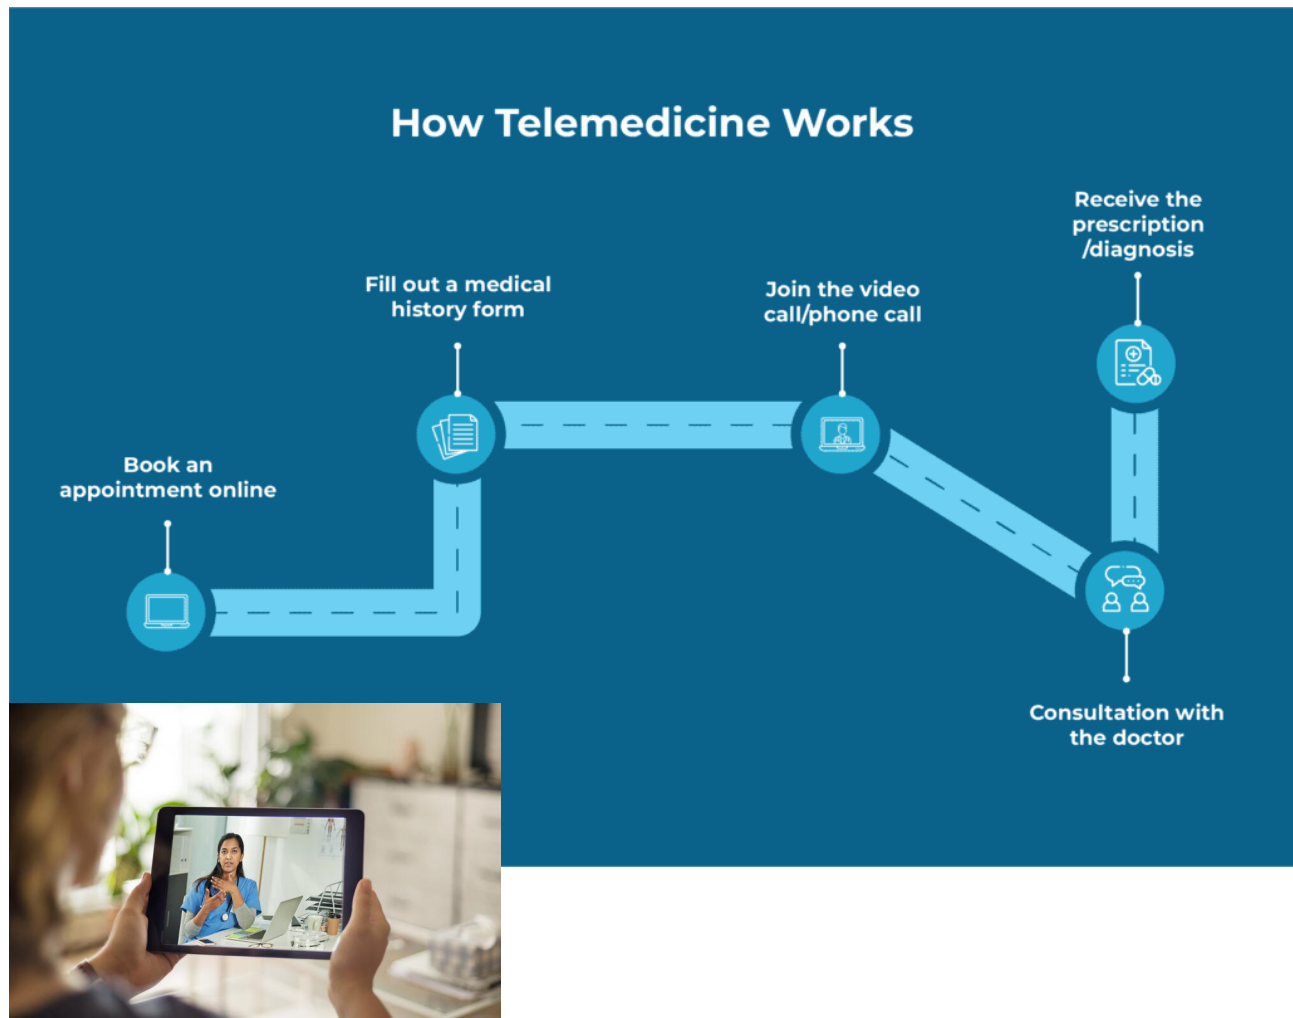 How Telemedicine Works
Receive the
prescription
/diagnosis
Fill out a medical
history form
Join the video
call/phone call
Book an
appointment online
Consultation with
the doctor